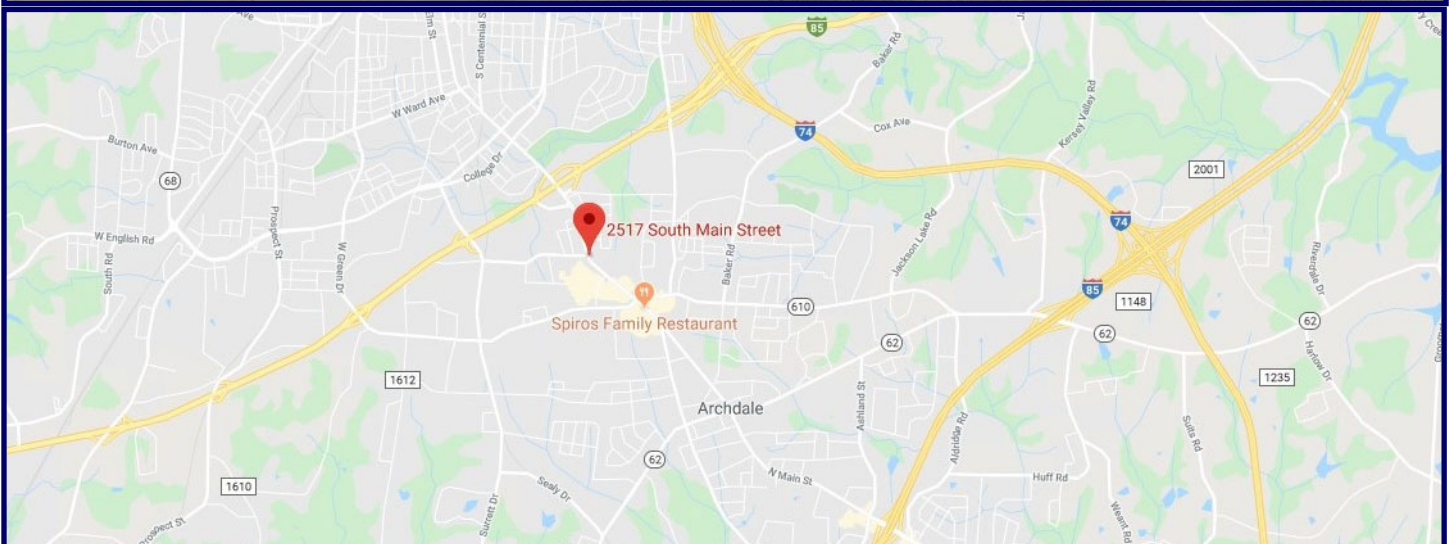 Elm St
S Centennial S
85
Baker Rd
W Ward Ave
74
Cox Ave
Kersey Valley Rd
Burton Ave
68
College Dr
2001
Prospect St
2517 South Main Street
74
W English Rd
South Rd
W Green Dr
Baker Rd
Jackson Lake Rd
Riverdale Dr
85
1148
610
Spiros Family Restaurant
62
62
62
Harlow Dr
1612
1235
Archdale
Ashland St
Aldridge Rd
Suits Rd
62
N Main St
Huff Rd
1610
Sealy Dr
Surrett Dr
Weant Rd
Prospect St